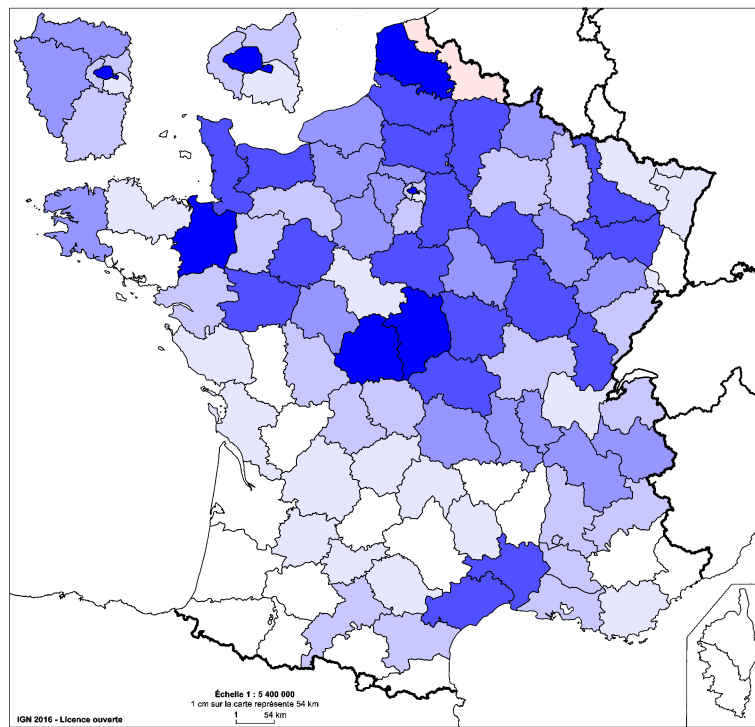 Échelle 1 : 5 400 000
1 cm sur la carte représente 54 km
1 54 km
IGN 2016 - Licence ouverte